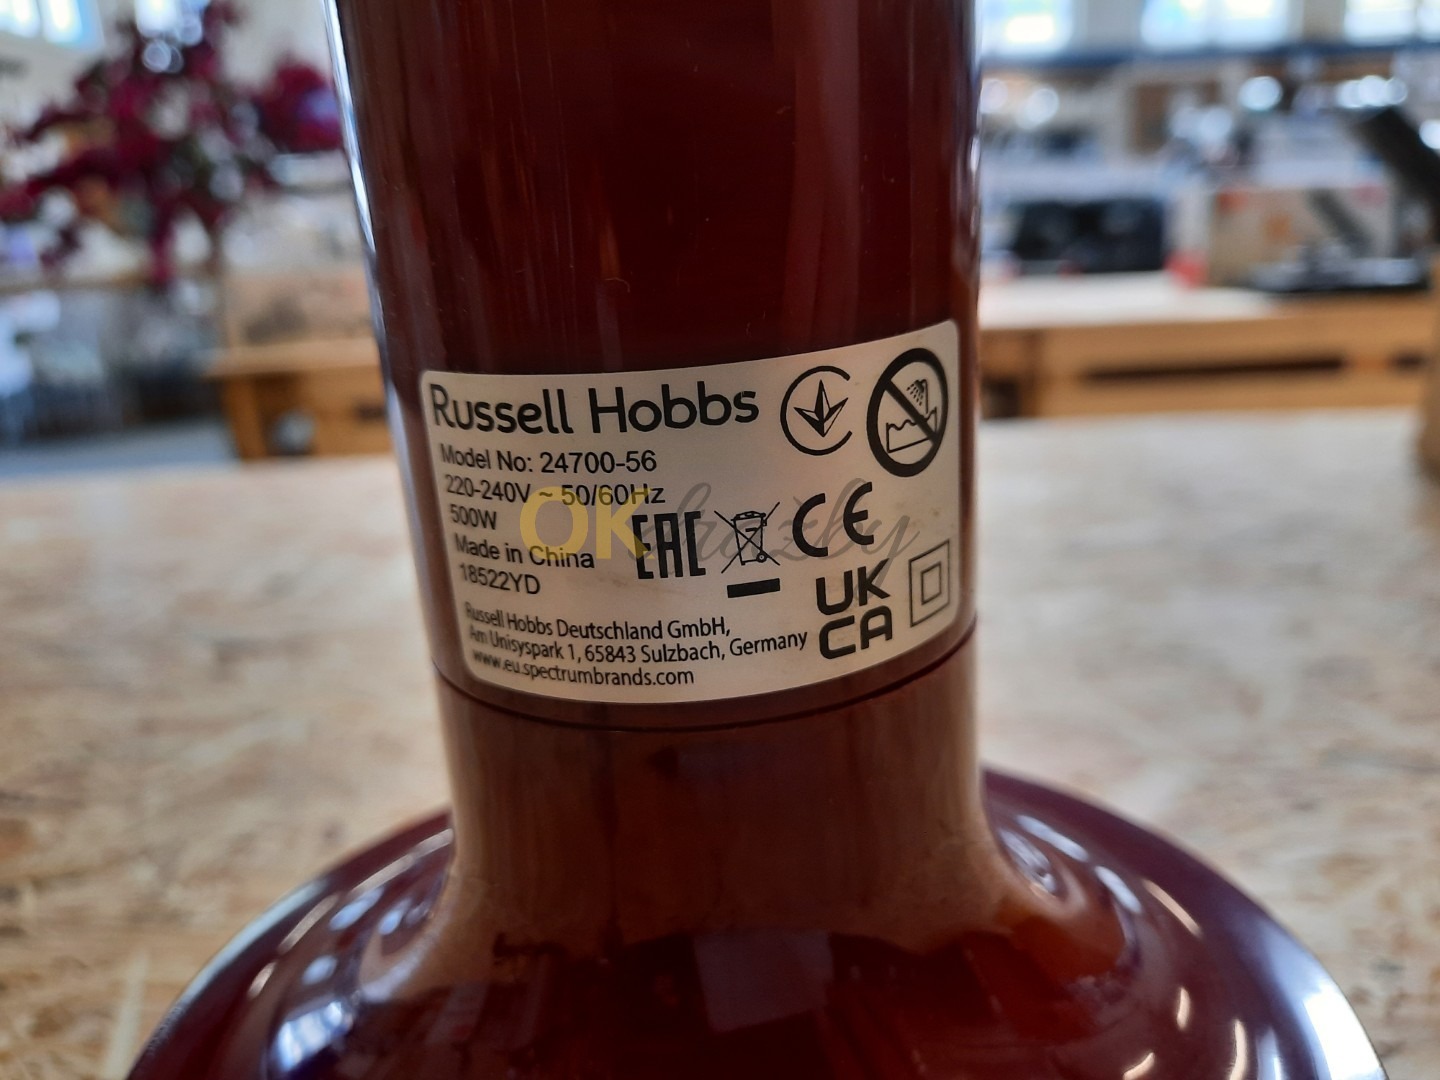 Russell Hobbs
Model No: 24700-56
220-240V ~ 50/60Hz
500W
Made in China
18522YD
EAC
CE
UK
CA
Russell Hobbs Deutschland GmbH,
Am Unisyspark 1, 65843 Sulzbach, Germany
www.eu.spectrumbrands.com
OKdražby